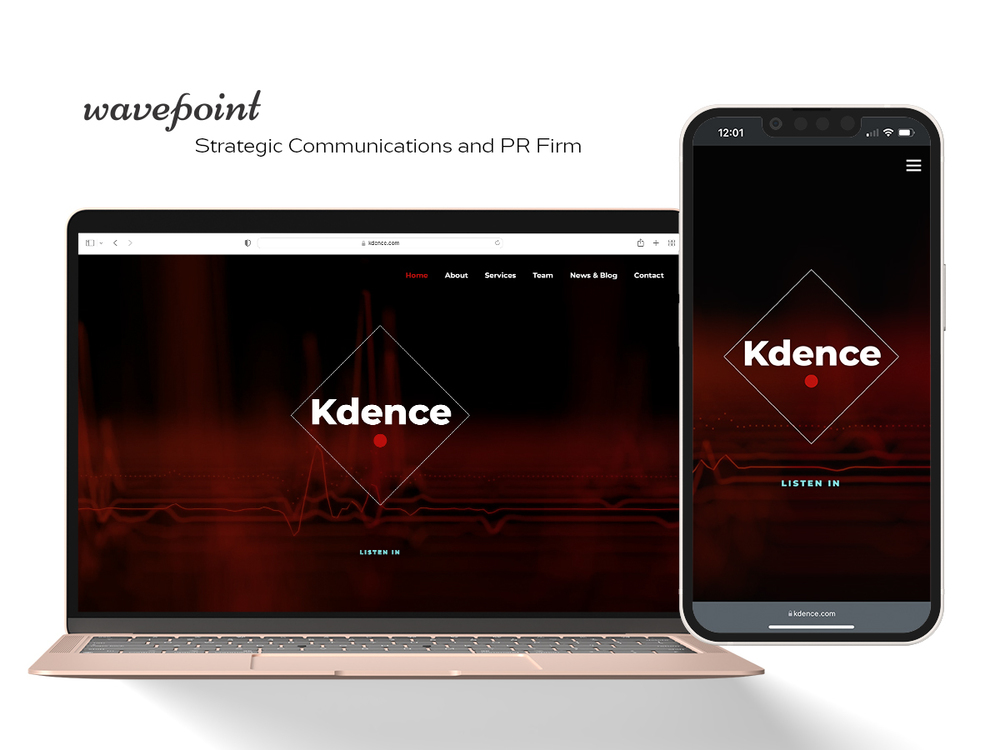 wavepoint
Strategic Communications and PR Firm
kdence.com
Home About Services Team News & Blog Contact
Kdence
LISTEN IN
12:01
Kdence
LISTEN IN
kdence.com